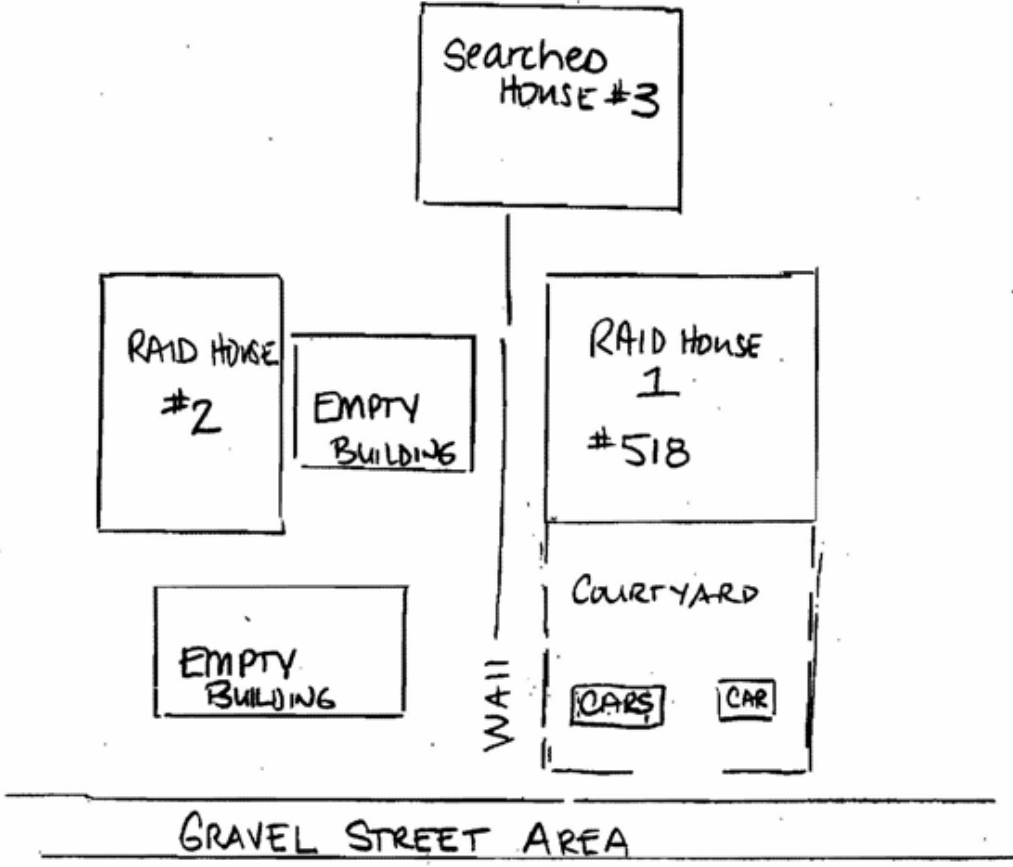 Searched
HOUSE #3
RAID HOUSE
#2
EMPTY
BUILDING
RAID HOUSE
1
#518
COURTYARD
EMPTY
BUILDING
WAll
CARS
CAR
GRAVEL STREET AREA